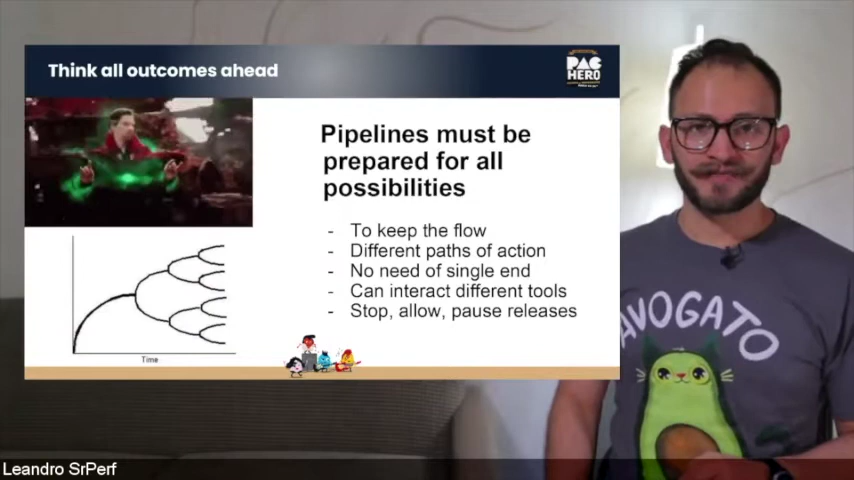 Think all outcomes ahead
PAC
HERO
Pipelines must be
prepared for all
possibilities
- To keep the flow
- Different paths of action
- No need of single end
- Can interact different tools
- Stop, allow, pause releases
Time
AVOGATO
Leandro SrPerf